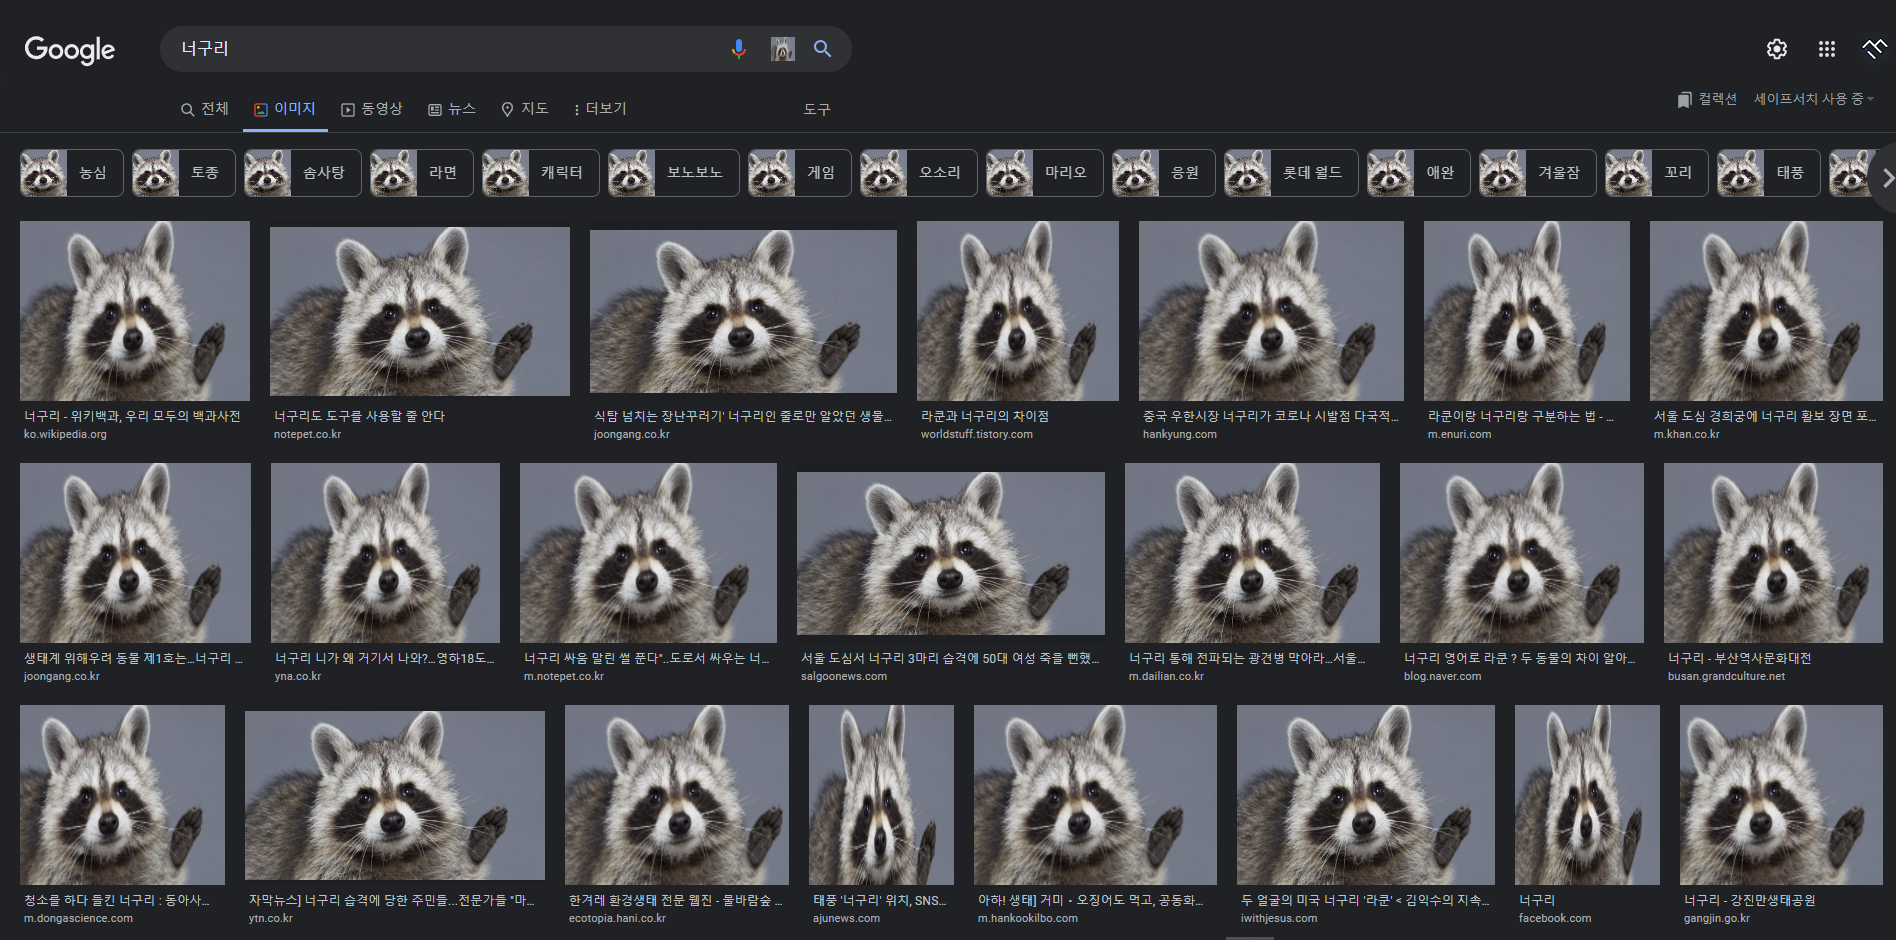 Google
너구리
전체 이미지 동영상 뉴스 지도 더보기 도구
컬렉션 세이프서치 사용 중
농심 토종 솜사탕 라면 캐릭터 보노보노 게임 오소리 마리오 응원 롯데 월드 애완 겨울잠 꼬리 태풍
너구리 - 위키백과, 우리 모두의 백과사전
ko.wikipedia.org
너구리도 도구를 사용할 줄 안다
notepet.co.kr
식탐 넘치는 장난꾸러기' 너구리인 줄로만 알았던 생물...
joongang.co.kr
라쿤과 너구리의 차이점
worldstuff.tistory.com
중국 우한시장 너구리가 코로나 시발점 다국적...
hankyung.com
라쿤이랑 너구리랑 구분하는 법 - ...
m.enuri.com
서울 도심 경희궁에 너구리 활보 장면 포...
m.khan.co.kr
생태계 위해우려 동물 제1호는...너구리 ...
joongang.co.kr
너구리 니가 왜 거기서 나와?...영하18도...
yna.co.kr
너구리 싸움 말린 썰 푼다"..도로서 싸우는 너...
m.notepet.co.kr
서울 도심서 너구리 3마리 습격에 50대 여성 죽을 뻔했...
salgoonews.com
너구리 통해 전파되는 광견병 막아라...서울...
m.dailian.co.kr
너구리 영어로 라쿤 ? 두 동물의 차이 알아...
blog.naver.com
너구리 - 부산역사문화대전
busan.grandculture.net
청소를 하다 들킨 너구리 : 동아사...
m.dongascience.com
자막뉴스] 너구리 습격에 당한 주민들...전문가들 "마...
ytn.co.kr
한겨레 환경생태 전문 웹진 - 물바람숲 ...
ecotopia.hani.co.kr
태풍 '너구리' 위치, SNS...
ajunews.com
아하! 생태] 거미・오징어도 먹고, 공동화...
m.hankookilbo.com
두 얼굴의 미국 너구리 '라쿤' < 김익수의 지속...
iwithjesus.com
너구리
facebook.com
너구리 - 강진만생태공원
gangjin.go.kr